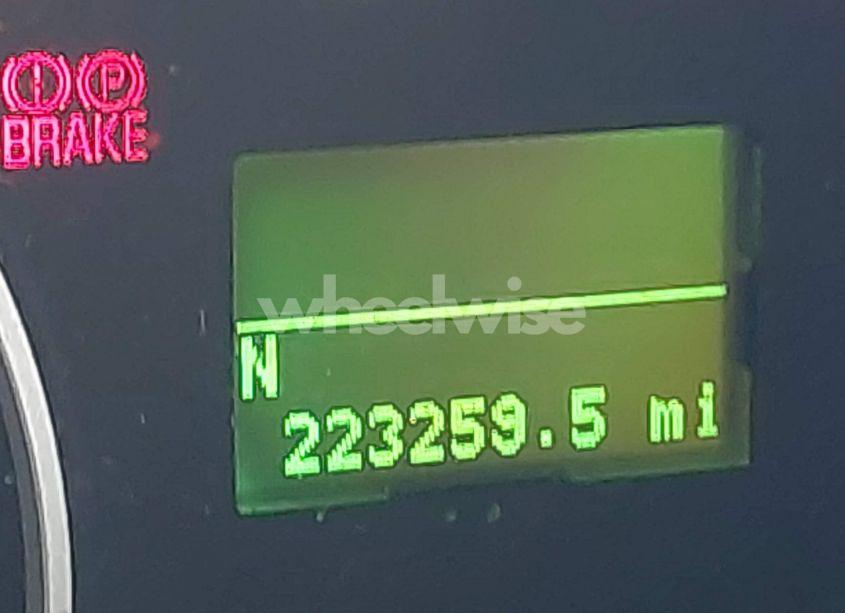 (!) (P)
BRAKE
wheelwise
N
223259.5 mi